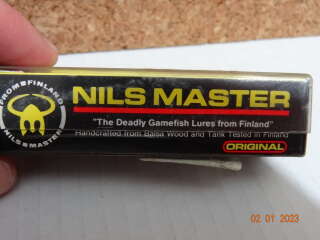 FROM FINLAND
NILS MASTER
NILS MASTER
"The Deadly Gamefish Lures from Finland"
Handcrafted from Balsa Wood and Tank Tested in Finland
ORIGINAL
02 01 2023